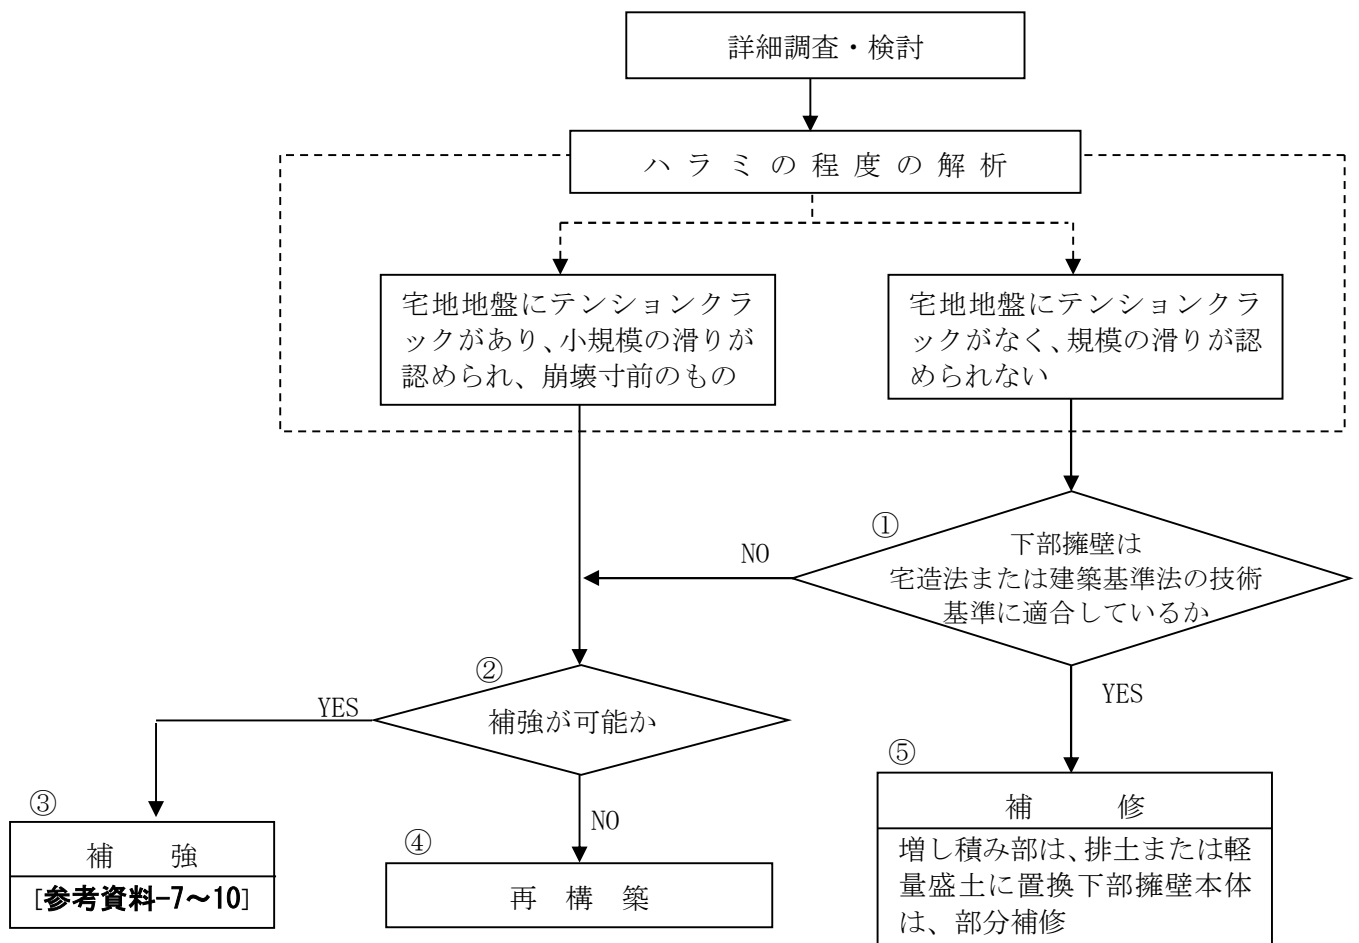 詳細調査・検討
ハラミの程度の解析
宅地地盤にテンションクラ
ックがあり、小規模の滑りが
認められ、崩壊寸前のもの
宅地地盤にテンションクラ
ックがなく、規模の滑りが認
められない
①
下部擁壁は
宅造法または建築基準法の技術
基準に適合しているか
NO
YES
②
補強が可能か
YES
NO
③
補　強
[参考資料-7～10]
④
再 構 築
⑤
補　修
増し積み部は、排土または軽
量盛土に置換下部擁壁本体
は、部分補修